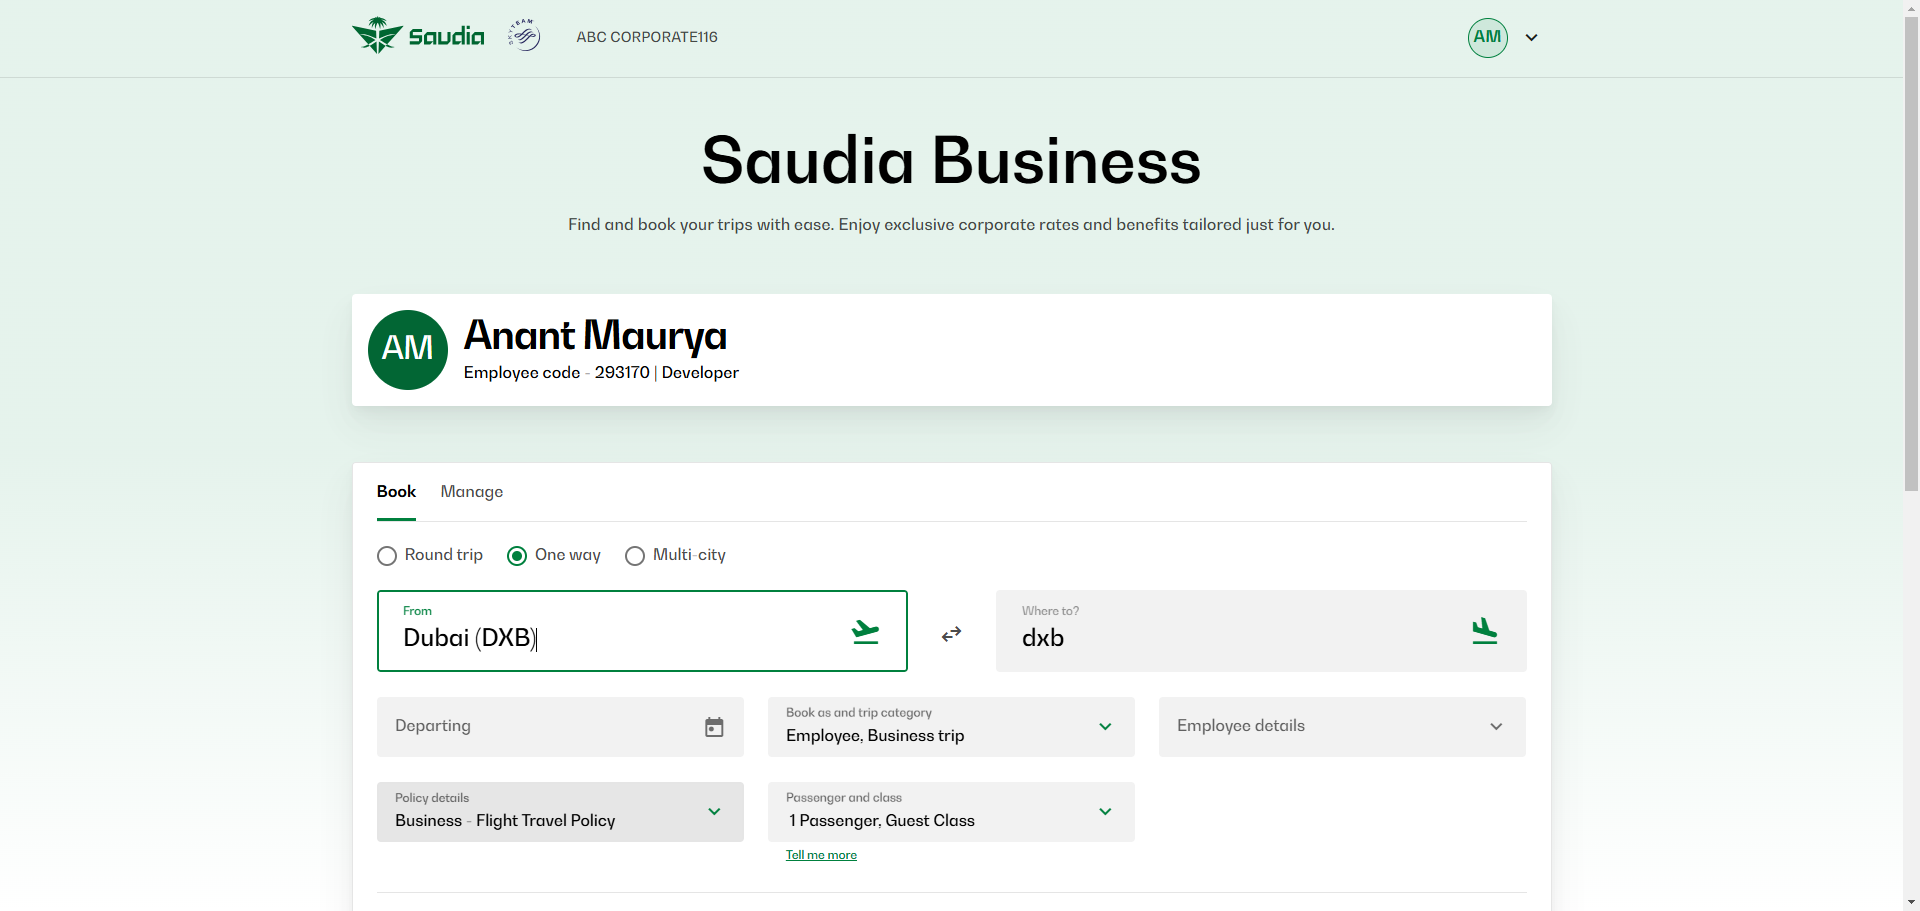 Saudia
SKYTEAM
ABC CORPORATE116
AM
Saudia Business
Find and book your trips with ease. Enjoy exclusive corporate rates and benefits tailored just for you.
AM
Anant Maurya
Employee code - 293170 | Developer
Book
Manage
Round trip
One way
Multi-city
From
Dubai (DXB)
Where to?
dxb
Departing
Book as and trip category
Employee, Business trip
Employee details
Policy details
Business - Flight Travel Policy
Passenger and class
1 Passenger, Guest Class
Tell me more